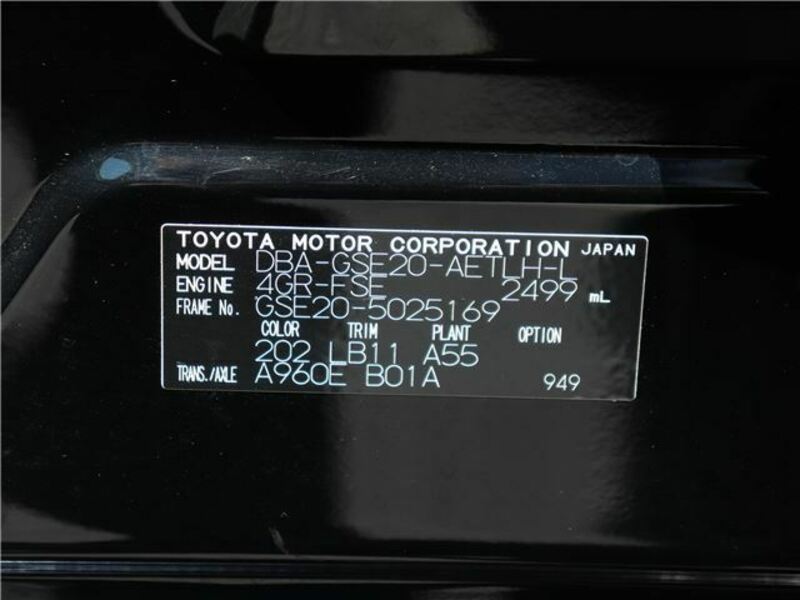 TOYOTA MOTOR CORPORATION JAPAN
MODEL DBA-GSE20-AETLH-L
ENGINE 4GR-FSE 2499 mL
FRAME No. GSE20-5025169
COLOR TRIM PLANT OPTION
202 LB11 A55
TRANS./AXLE A960E B01A 949